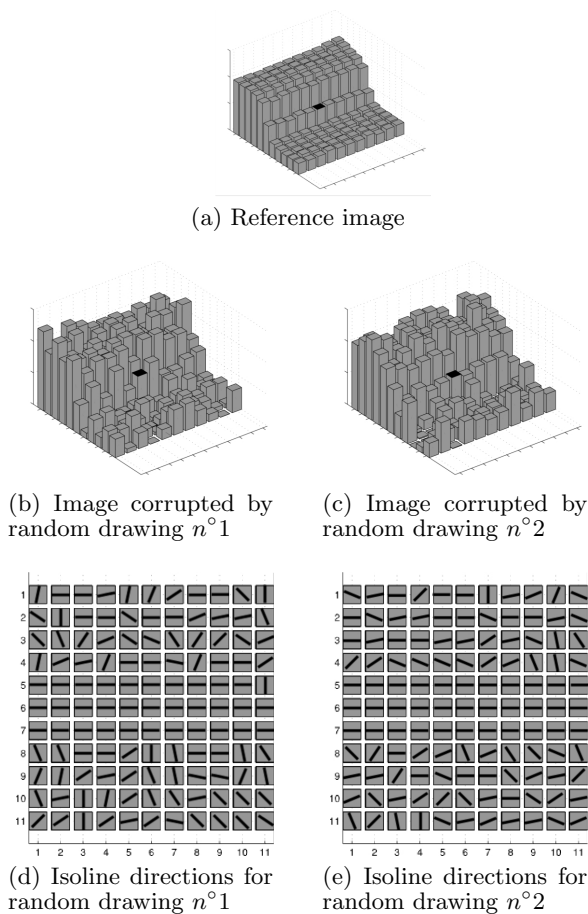 (a) Reference image
(b) Image corrupted by
random drawing n°1
(c) Image corrupted by
random drawing n°2
1
2
3
4
5
6
7
8
9
10
11
1 2 3 4 5 6 7 8 9 10 11
(d) Isoline directions for
random drawing n°1
1
2
3
4
5
6
7
8
9
10
11
1 2 3 4 5 6 7 8 9 10 11
(e) Isoline directions for
random drawing n°2